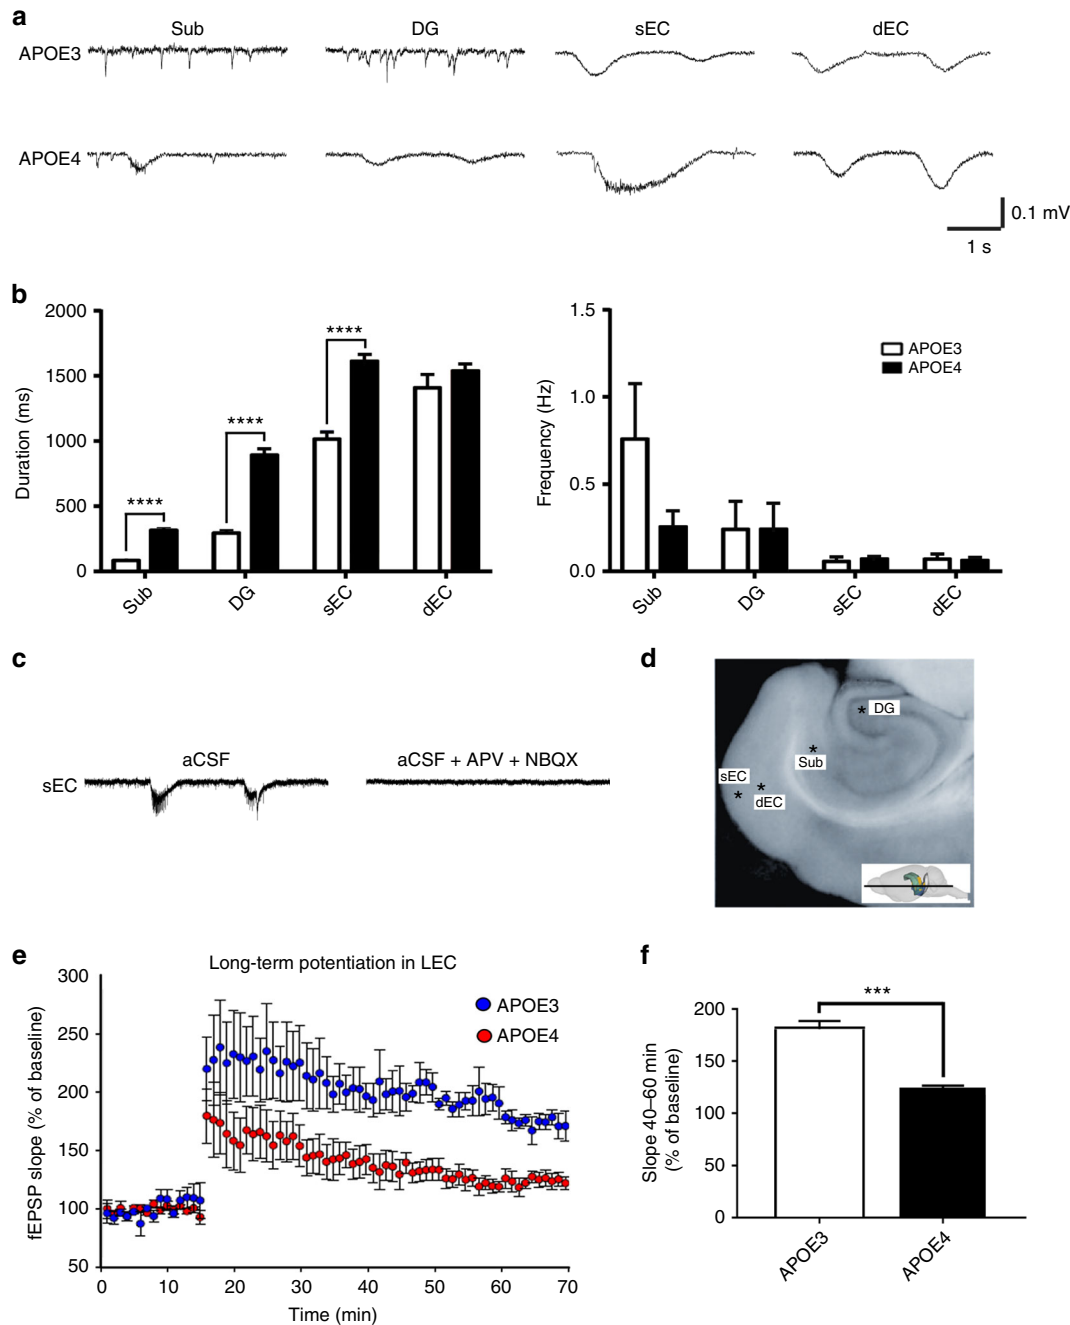 a
Sub DG sEC dEC
APOE3
APOE4
0.1 mV
1 s
b
2000
1500
1000
500
0
Duration (ms)
****
****
****
Sub DG sEC dEC
1.5
1.0
0.5
0.0
Frequency (Hz)
APOE3
APOE4
Sub DG sEC dEC
c
aCSF aCSF + APV + NBQX
sEC
d
* DG
*
Sub
sEC
* *
dEC
e
Long-term potentiation in LEC
300
250
200
150
100
50
fEPSP slope (% of baseline)
APOE3
APOE4
0 10 20 30 40 50 60 70
Time (min)
f
***
200
150
100
50
0
Slope 40–60 min
(% of baseline)
APOE3 APOE4